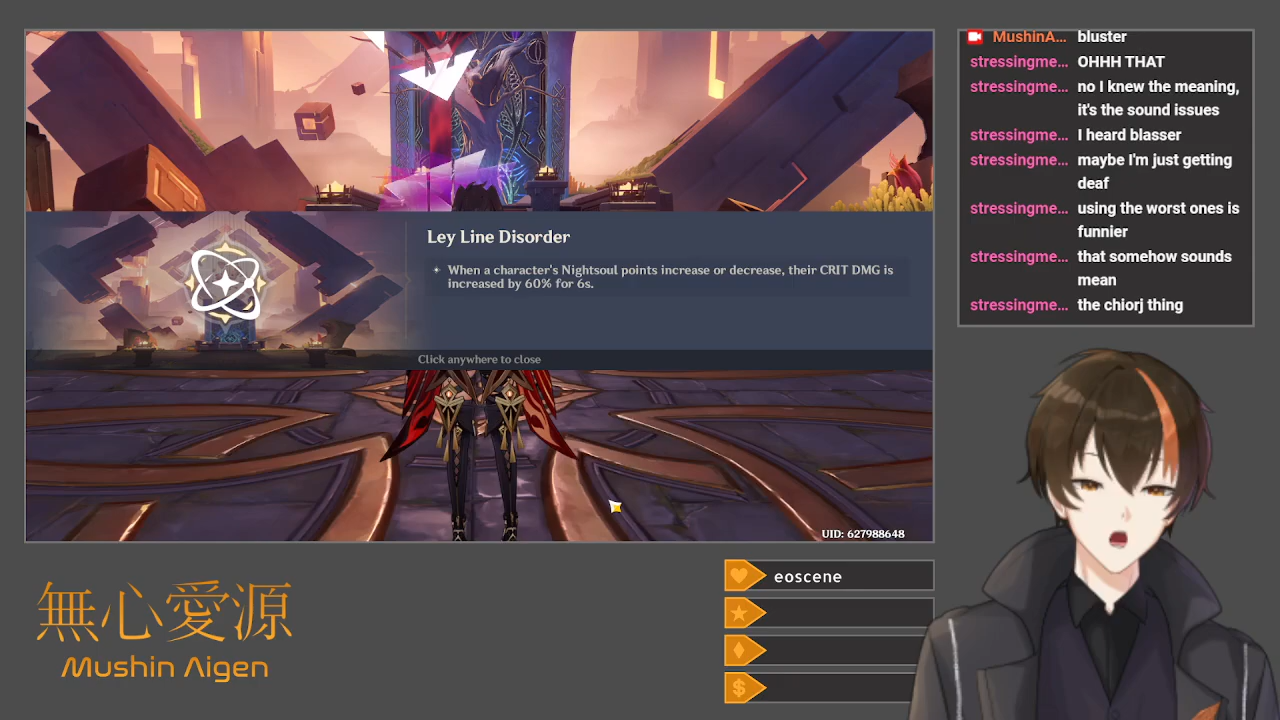 Ley Line Disorder
When a character's Nightsoul points increase or decrease, their CRIT DMG is
increased by 60% for 6s.
Click anywhere to close
UID: 627988648
MushinA... bluster
stressingme... OHHH THAT
stressingme... no I knew the meaning,
it's the sound issues
stressingme... I heard blasser
stressingme... maybe I'm just getting
deaf
stressingme... using the worst ones is
funnier
stressingme... that somehow sounds
mean
stressingme... the chiorj thing
eoscene
無心愛源
Mushin Aigen